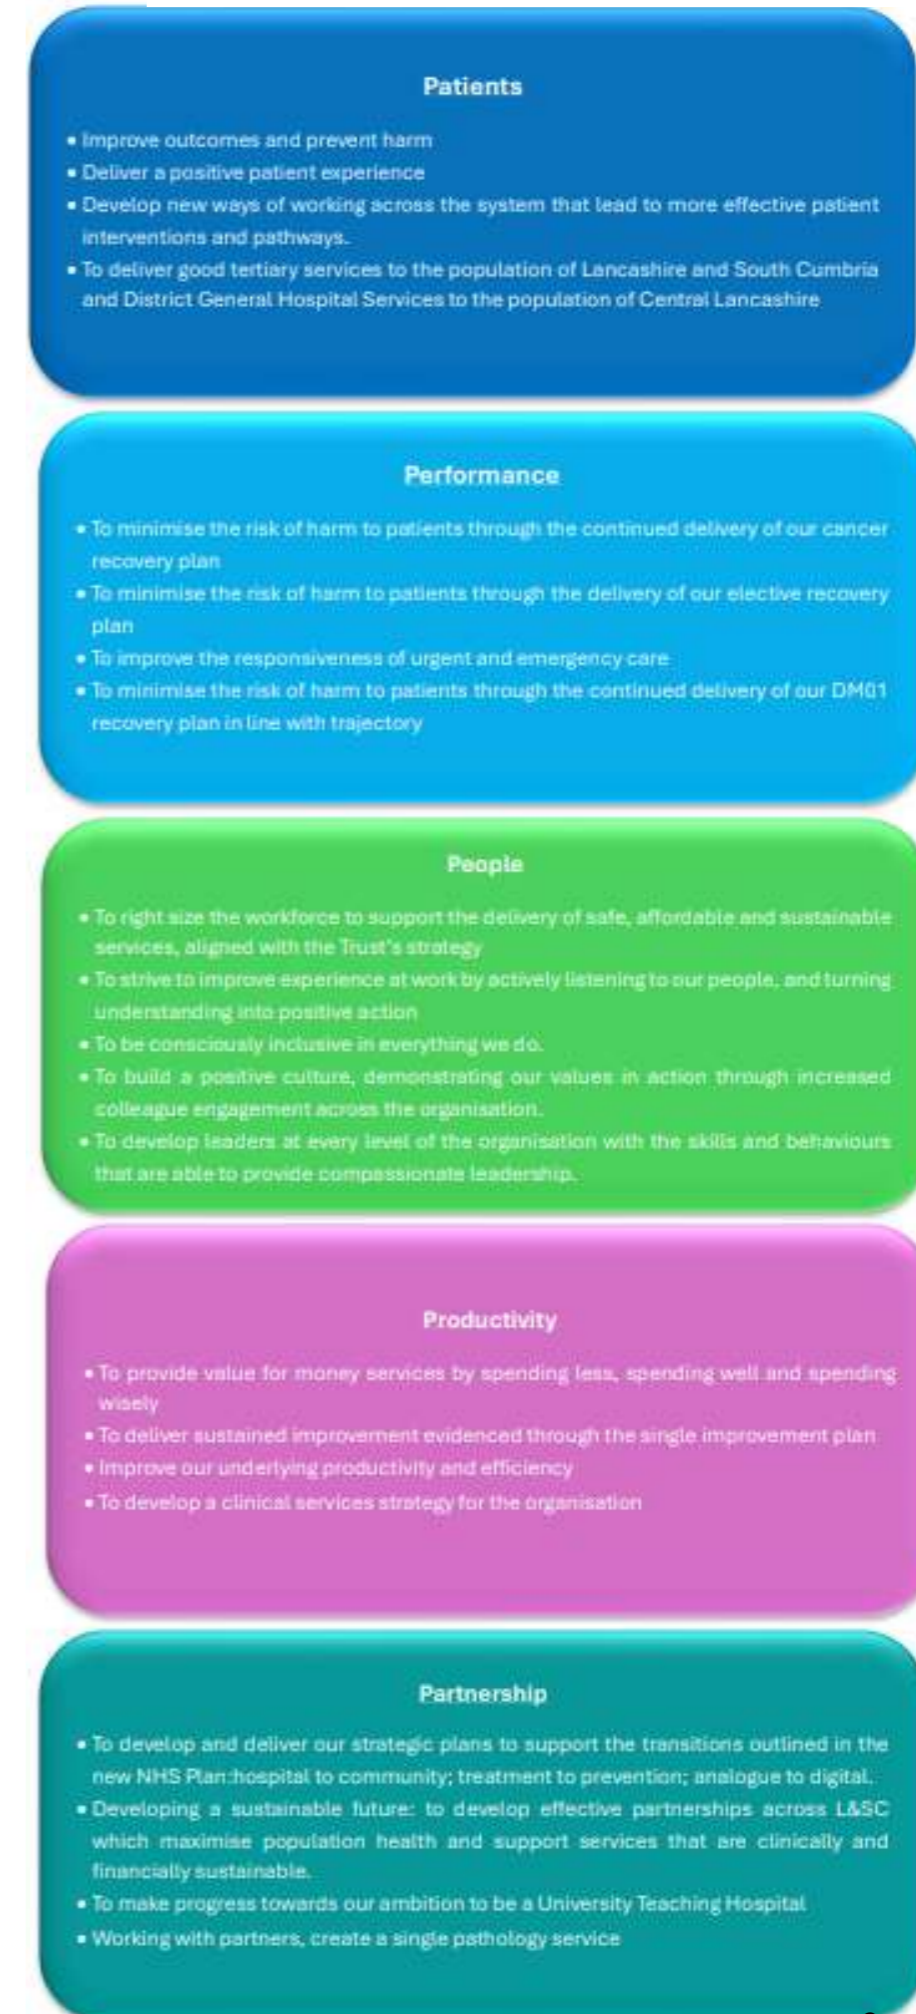 Patients
• Improve outcomes and prevent harm
• Deliver a positive patient experience
• Develop new ways of working across the system that lead to more effective patient
interventions and pathways.
• To deliver good tertiary services to the population of Lancashire and South Cumbria
and District General Hospital Services to the population of Central Lancashire
Performance
• To minimise the risk of harm to patients through the continued delivery of our cancer
recovery plan
• To minimise the risk of harm to patients through the delivery of our elective recovery
plan
• To improve the responsiveness of urgent and emergency care
• To minimise the risk of harm to patients through the continued delivery of our DM01
recovery plan in line with trajectory
People
• To right size the workforce to support the delivery of safe, affordable and sustainable
services, aligned with the Trust's strategy
• To strive to improve experience at work by actively listening to our people, and turning
understanding into positive action
• To be consciously inclusive in everything we do.
• To build a positive culture, demonstrating our values in action through increased
colleague engagement across the organisation.
• To develop leaders at every level of the organisation with the skills and behaviours
that are able to provide compassionate leadership.
Productivity
• To provide value for money services by spending less, spending well and spending
wisely
• To deliver sustained improvement evidenced through the single improvement plan
• Improve our underlying productivity and efficiency
• To develop a clinical services strategy for the organisation
Partnership
• To develop and deliver our strategic plans to support the transitions outlined in the
new NHS Plan:hospital to community; treatment to prevention; analogue to digital.
• Developing a sustainable future: to develop effective partnerships across L&SC
which maximise population health and support services that are clinically and
financially sustainable.
• To make progress towards our ambition to be a University Teaching Hospital
• Working with partners, create a single pathology service